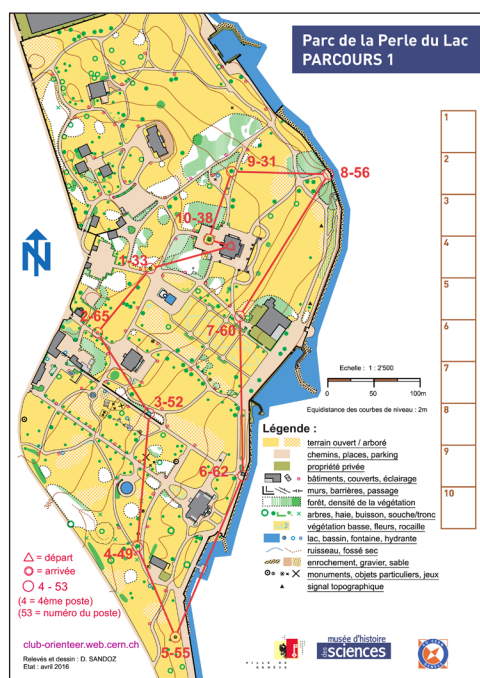 Parc de la Perle du Lac
PARCOURS 1
1
2
3
4
5
6
7
8
9
10
9-31
8-56
10-38
1-33
2-65
7-60
3-52
6-62
4-49
5-55
N
Echelle : 1 : 2'500
0
50
100m
Equidistance des courbes de niveau : 2m
Légende :
terrain ouvert / arboré
chemins, places, parking
propriété privée
bâtiments, couverts, éclairage
murs, barrières, passage
forêt, densité de la végétation
arbres, haie, buisson, souche/tronc
végétation basse, fleurs, rocaille
lac, bassin, fontaine, hydrante
ruisseau, fossé sec
enrochement, gravier, sable
monuments, objets particuliers, jeux
signal topographique
= départ
= arrivée
4 - 53
(4 = 4ème poste)
(53 = numéro du poste)
club-orienteer.web.cern.ch
Relevés et dessin : D. SANDOZ
Etat : avril 2016
VILLE DE
GENÈVE
musée d'histoire
des sciences